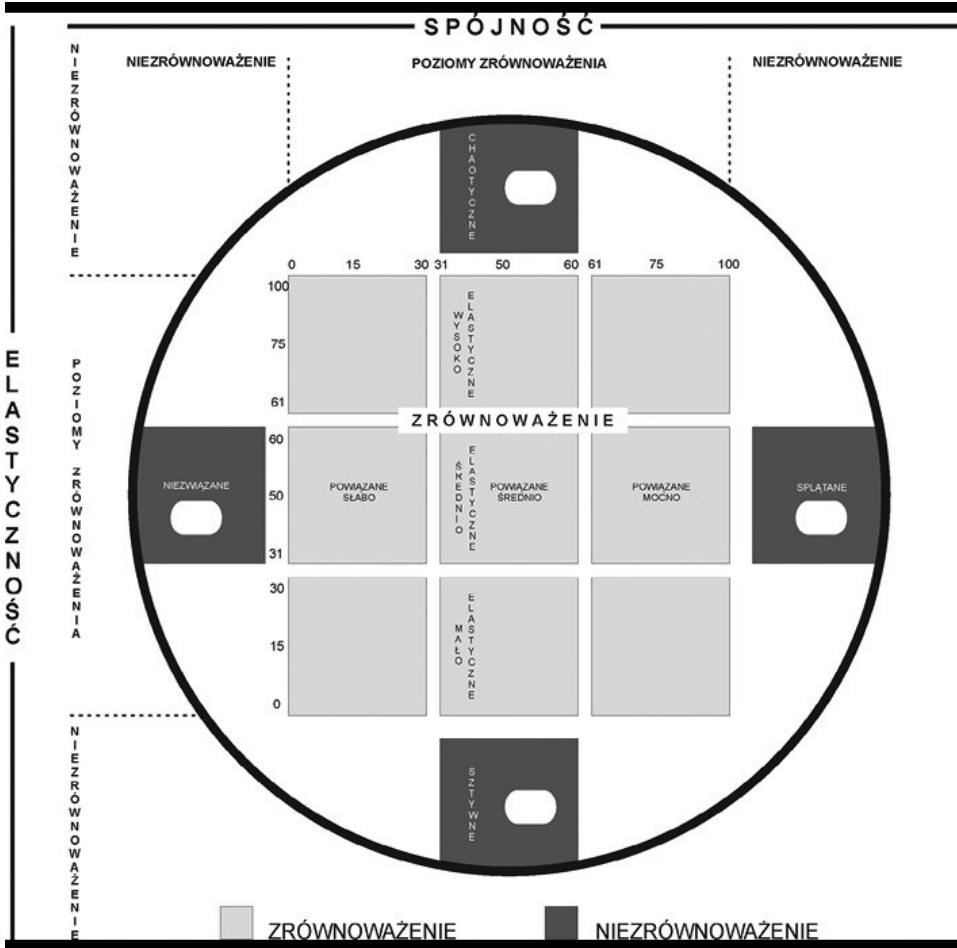 SPÓJNOŚĆ
NIEZRÓWNOWAŻENIE
POZIOMY ZRÓWNOWAŻENIA
NIEZRÓWNOWAŻENIE
ELASTYCZNOŚĆ
NIEZRÓWNOWAŻENIE
POZIOMY ZRÓWNOWAŻENIA
NIEZRÓWNOWAŻENIE
CHAOTYCZNE
0 15 30 31 50 60 61 75 100
100
75
61
WYSOKO
ELASTYCZNE
ZRÓWNOWAŻENIE
60
50
31
NIEZWIĄZANE
POWIĄZANE
SŁABO
ŚREDNIO
ELASTYCZNE
POWIĄZANE
ŚREDNIO
POWIĄZANE
MOCNO
SPLĄTANE
30
15
0
MAŁO
ELASTYCZNE
SZTYWNE
ZRÓWNOWAŻENIE
NIEZRÓWNOWAŻENIE